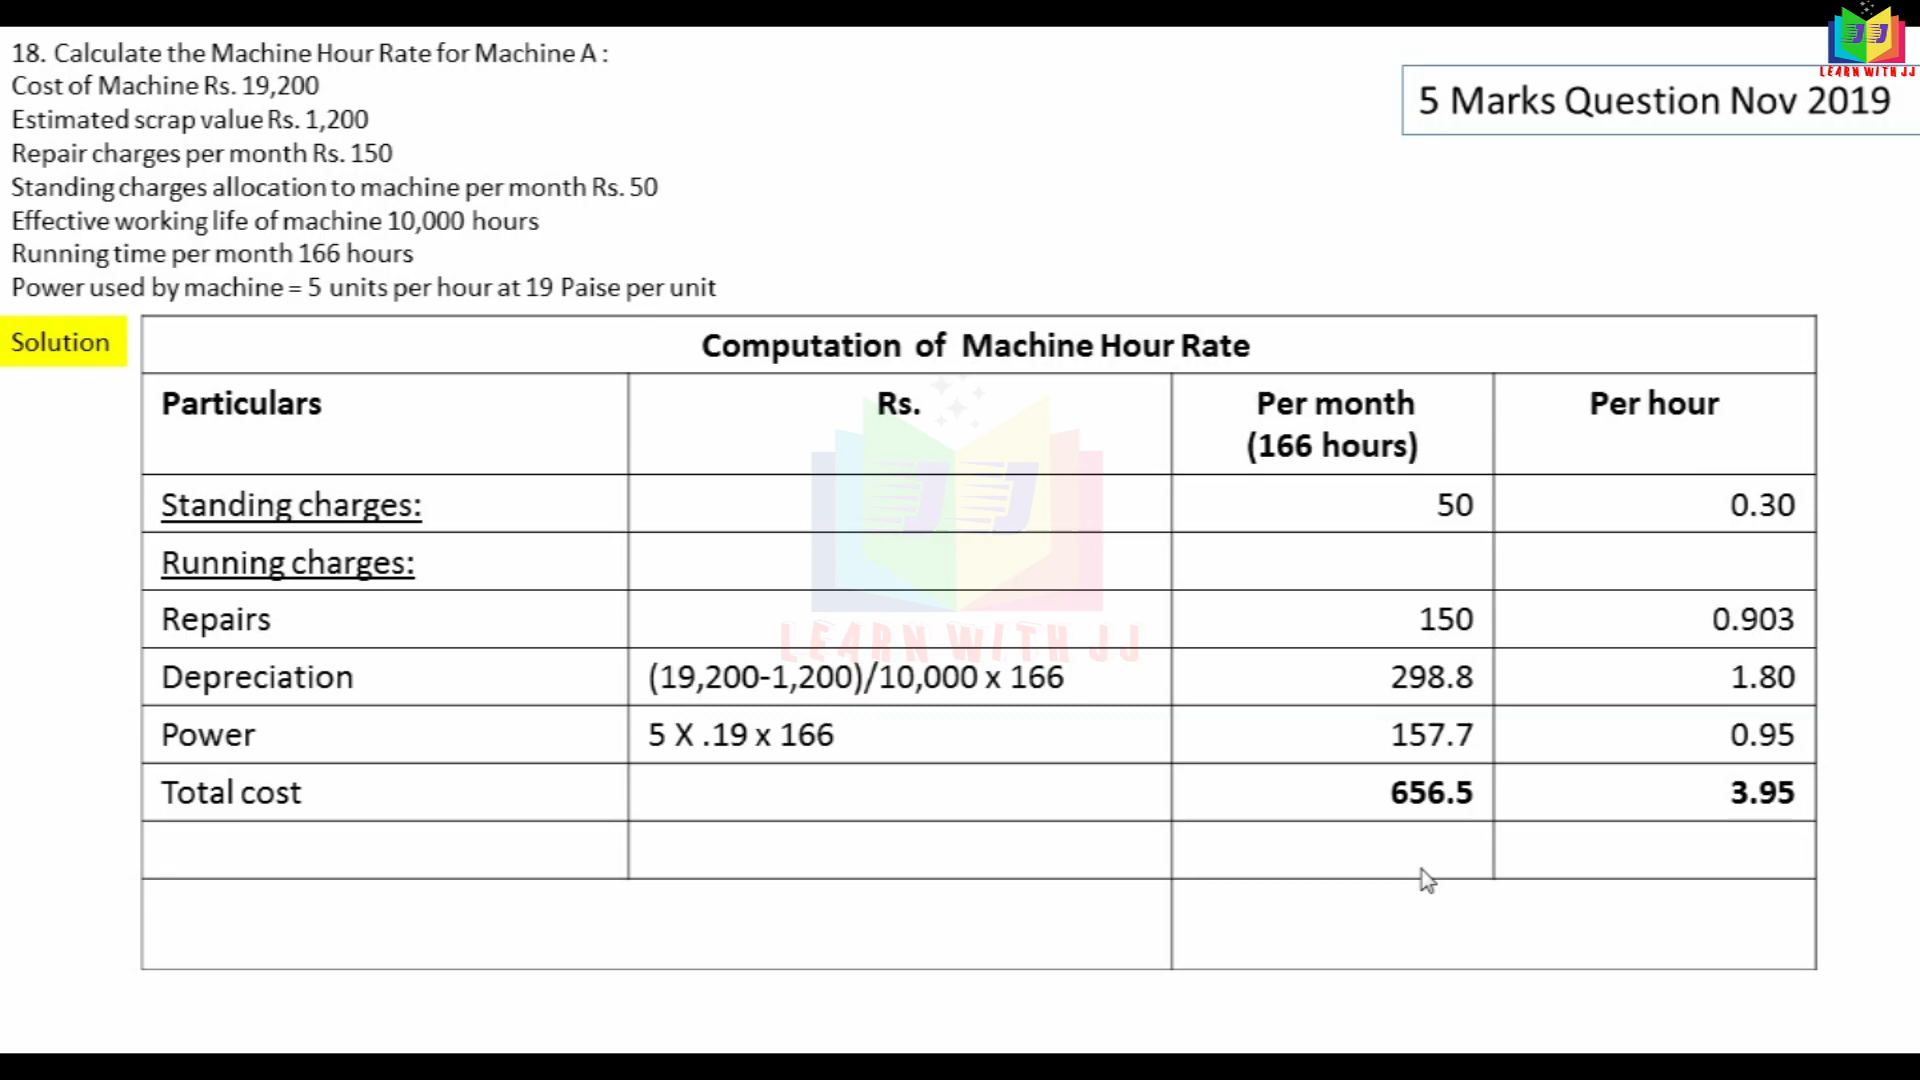 LEARN WITH JJ
18. Calculate the Machine Hour Rate for Machine A :
Cost of Machine Rs. 19,200
Estimated scrap value Rs. 1,200
Repair charges per month Rs. 150
Standing charges allocation to machine per month Rs. 50
Effective working life of machine 10,000 hours
Running time per month 166 hours
Power used by machine = 5 units per hour at 19 Paise per unit
5 Marks Question Nov 2019
Solution
Computation of Machine Hour Rate
Particulars Rs. Per month Per hour
(166 hours)
Standing charges: 50 0.30
Running charges:
Repairs 150 0.903
LEARN WITH JJ
Depreciation (19,200-1,200)/10,000 x 166 298.8 1.80
Power 5 X .19 x 166 157.7 0.95
Total cost 656.5 3.95